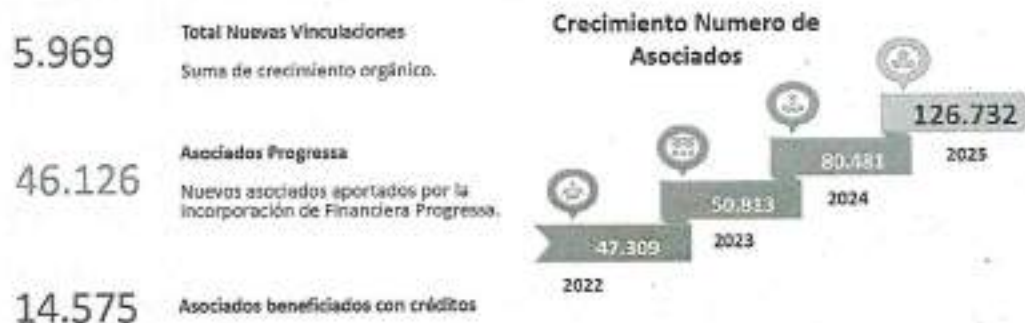 5.969
Total Nuevas Vinculaciones
Suma de crecimiento orgánico.
46.126
Asociados Progressa
Nuevos asociados aportados por la
incorporación de Financiera Progressa.
14.575
Asociados beneficiados con créditos
Crecimiento Numero de
Asociados
126.732
2025
80.481
2024
50.813
2023
47.309
2022